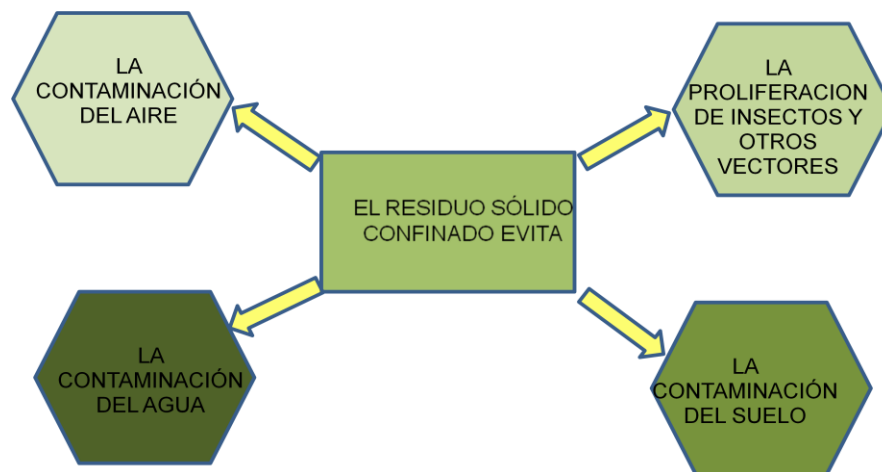 LA
CONTAMINACIÓN
DEL AIRE
LA
PROLIFERACION
DE INSECTOS Y
OTROS
VECTORES
EL RESIDUO SÓLIDO
CONFINADO EVITA
LA
CONTAMINACIÓN
DEL AGUA
LA
CONTAMINACIÓN
DEL SUELO